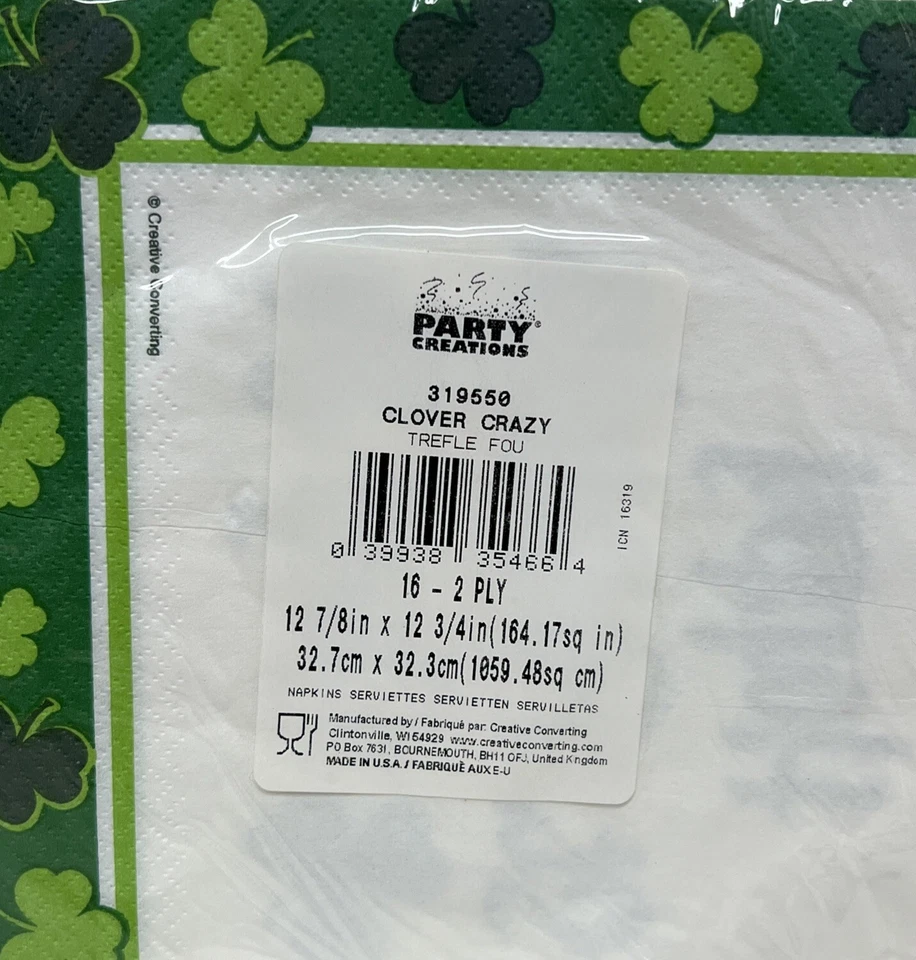 © Creative Converting
PARTY®
CREATIONS
319550
CLOVER CRAZY
TREFLE FOU
0 39938 35466 4
ICN 16319
16 - 2 PLY
12 7/8in x 12 3/4in(164.17sq in)
32.7cm x 32.3cm(1059.48sq cm)
NAPKINS SERVIETTES SERVIETTEN SERVILLETAS
Manufactured by / Fabriqué par: Creative Converting
Clintonville, WI 54929 www.creativeconverting.com
PO Box 7631, BOURNEMOUTH, BH11 OFJ, United Kingdom
MADE IN U.S.A. / FABRIQUÈ AUX E-U